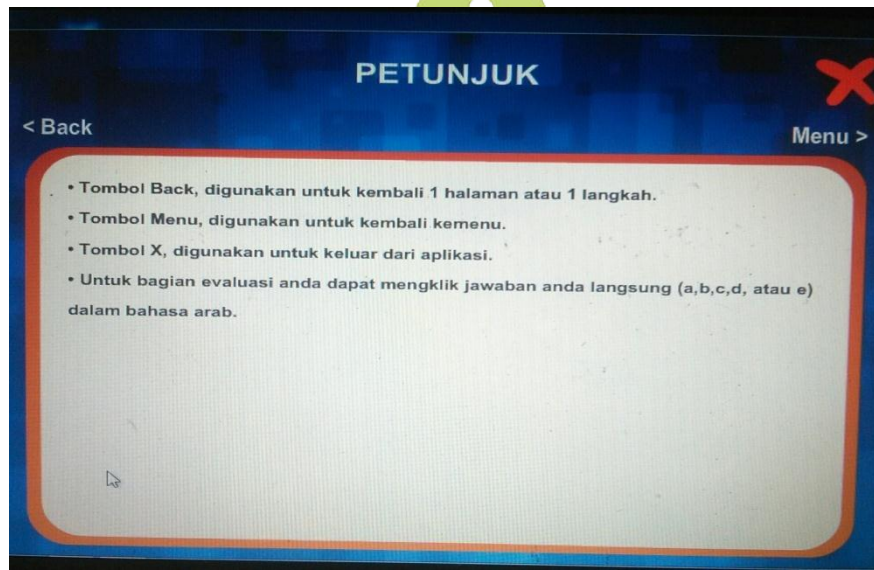 PETUNJUK
< Back
Menu >
• Tombol Back, digunakan untuk kembali 1 halaman atau 1 langkah.
• Tombol Menu, digunakan untuk kembali kemenu.
• Tombol X, digunakan untuk keluar dari aplikasi.
• Untuk bagian evaluasi anda dapat mengklik jawaban anda langsung (a,b,c,d, atau e)
dalam bahasa arab.